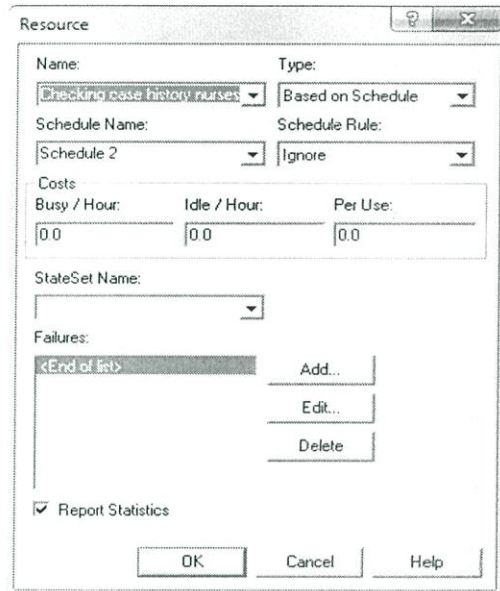 Resource
Name: Type:
Checking case history nurses Based on Schedule
Schedule Name: Schedule Rule:
Schedule 2 Ignore
Costs
Busy / Hour: Idle / Hour: Per Use:
0.0 0.0 0.0
StateSet Name:
Failures:
<End of list>
Add...
Edit...
Delete
Report Statistics
OK Cancel Help